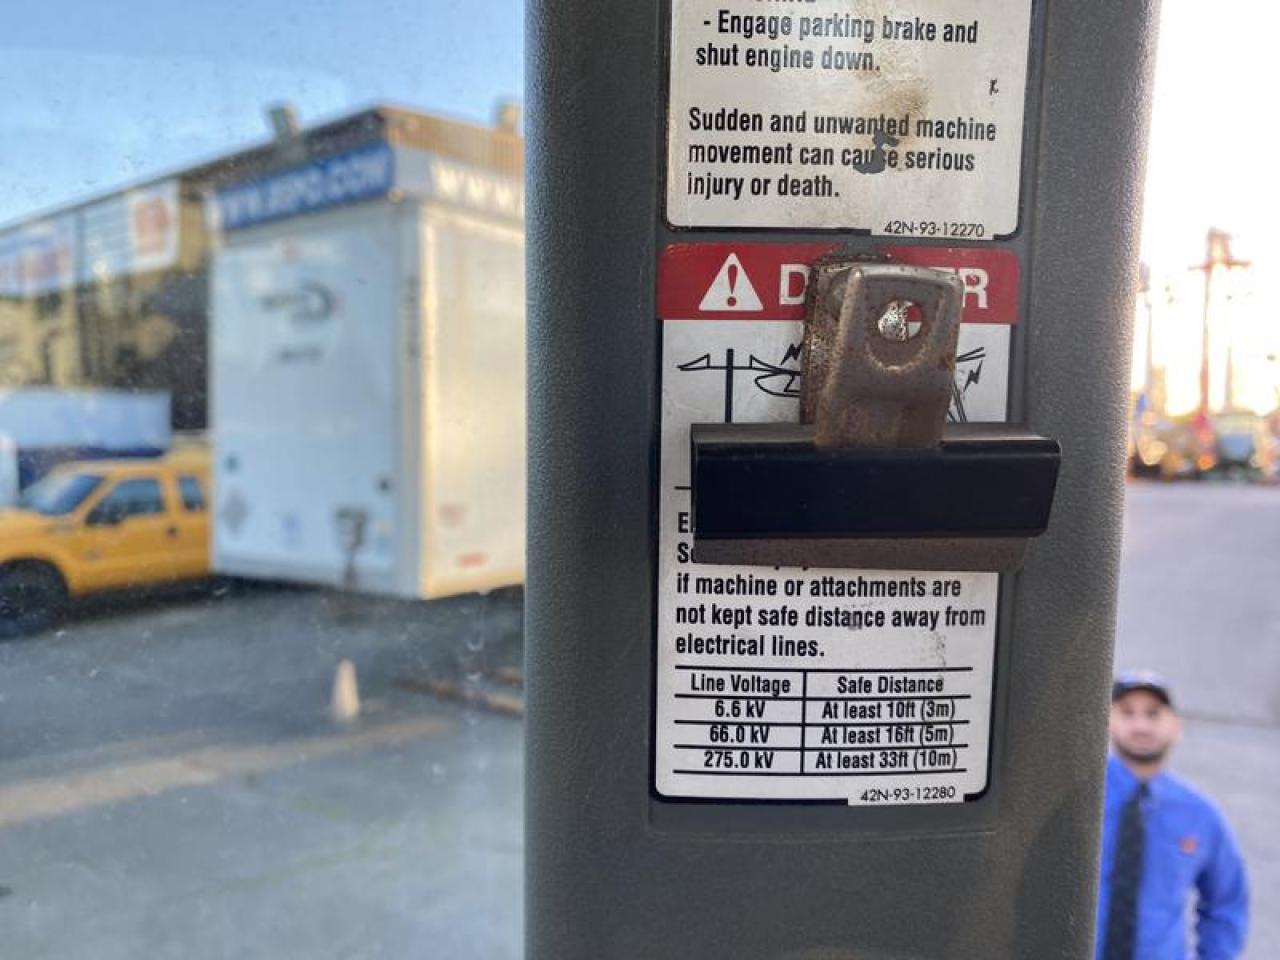 - Engage parking brake and
shut engine down.
Sudden and unwanted machine
movement can cause serious
injury or death.
42N-93-12270
if machine or attachments are
not kept safe distance away from
electrical lines.
Line Voltage Safe Distance
6.6 kV At least 10ft (3m)
66.0 kV At least 16ft (5m)
275.0 kV At least 33ft (10m)
42N-93-12280